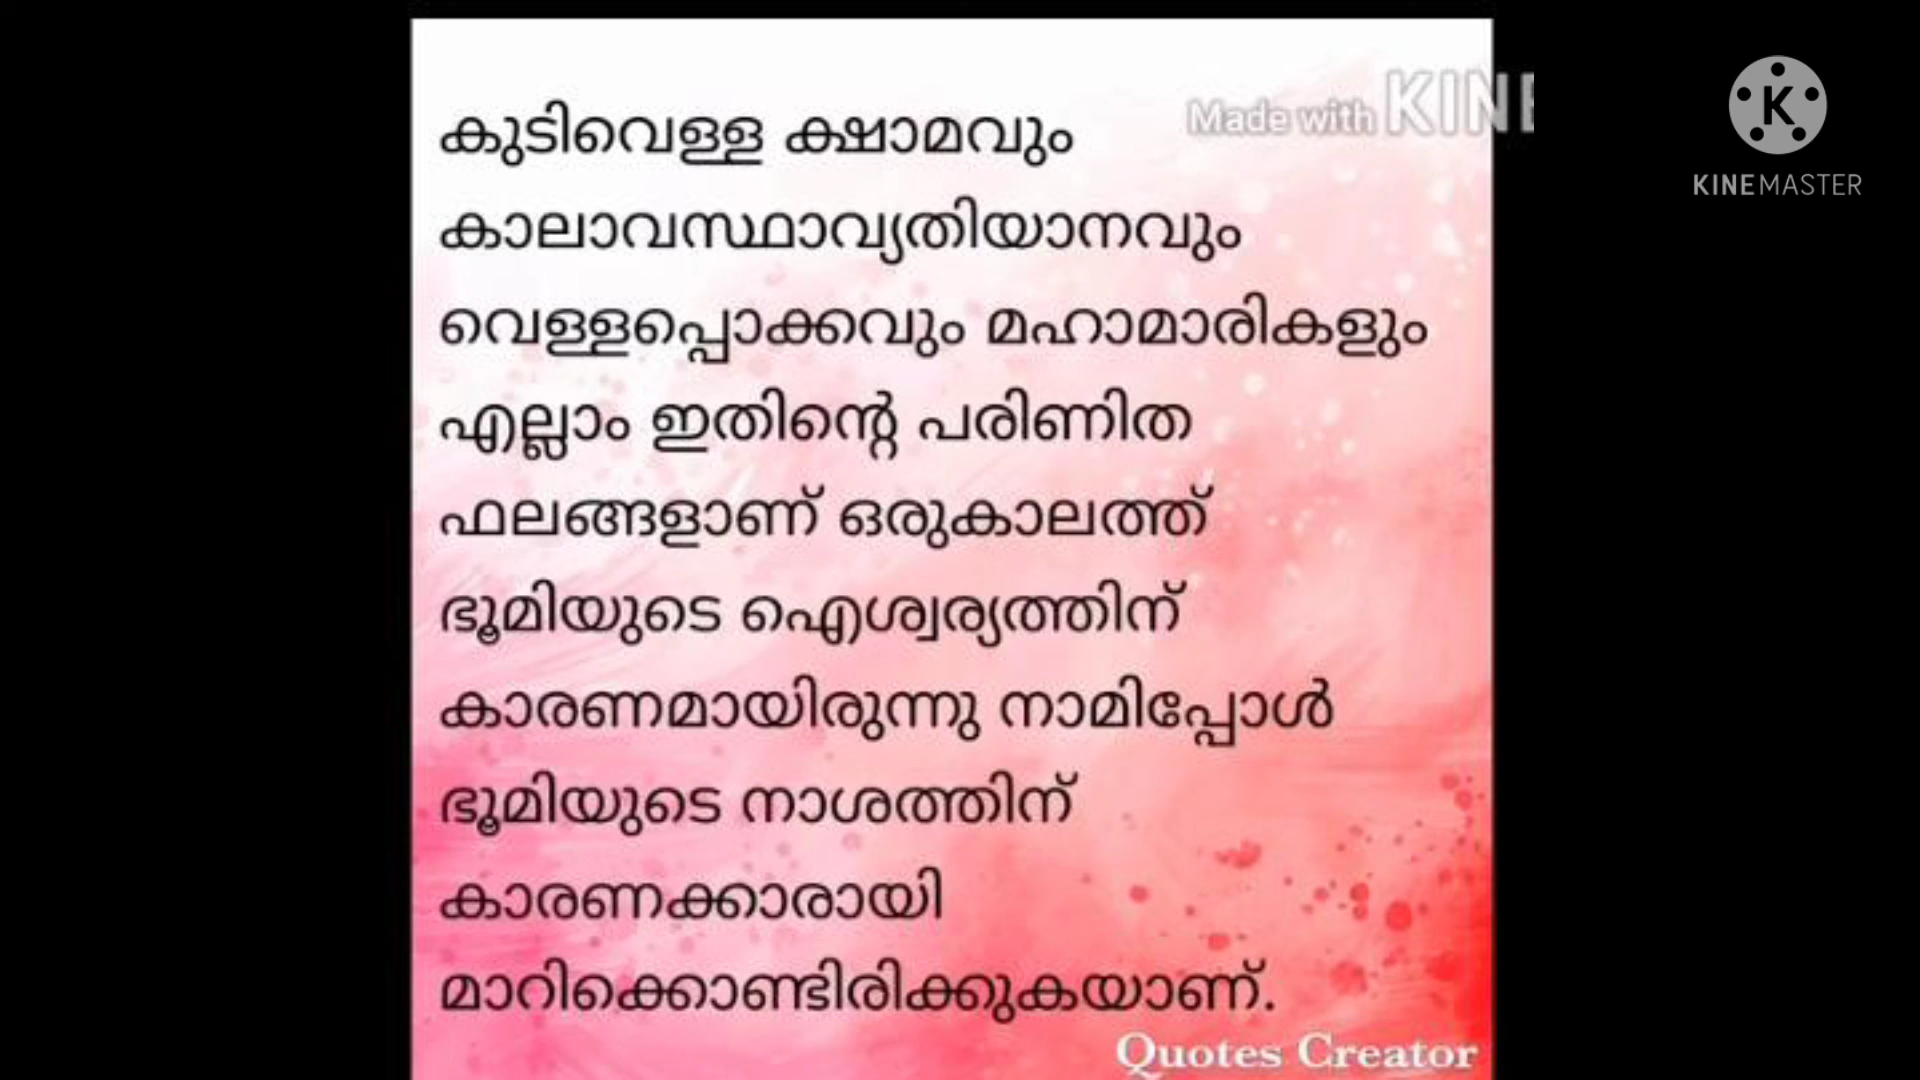 കുടിവെള്ള ക്ഷാമവും
കാലാവസ്ഥാവ്യതിയാനവും
വെള്ളപ്പൊക്കവും മഹാമാരികളും
എല്ലാം ഇതിന്റെ പരിണിത
ഫലങ്ങളാണ് ഒരുകാലത്ത്
ഭൂമിയുടെ ഐശ്വര്യത്തിന്
കാരണമായിരുന്നു നാമിപ്പോൾ
ഭൂമിയുടെ നാശത്തിന്
കാരണക്കാരായി
മാറിക്കൊണ്ടിരിക്കുകയാണ്.
Made with KINE
K
KINEMASTER
Quotes Creator